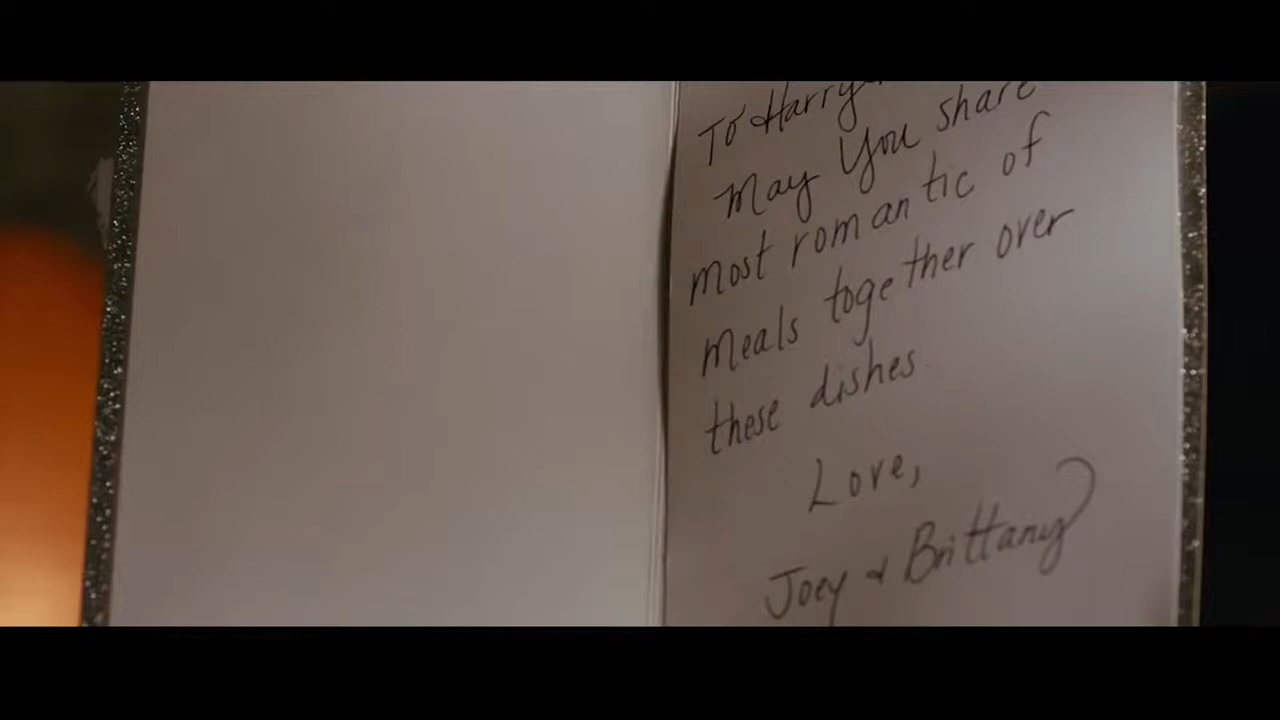 To Harry
May You share
most romantic of
meals together over
these dishes.
Love,
Joey & Brittany